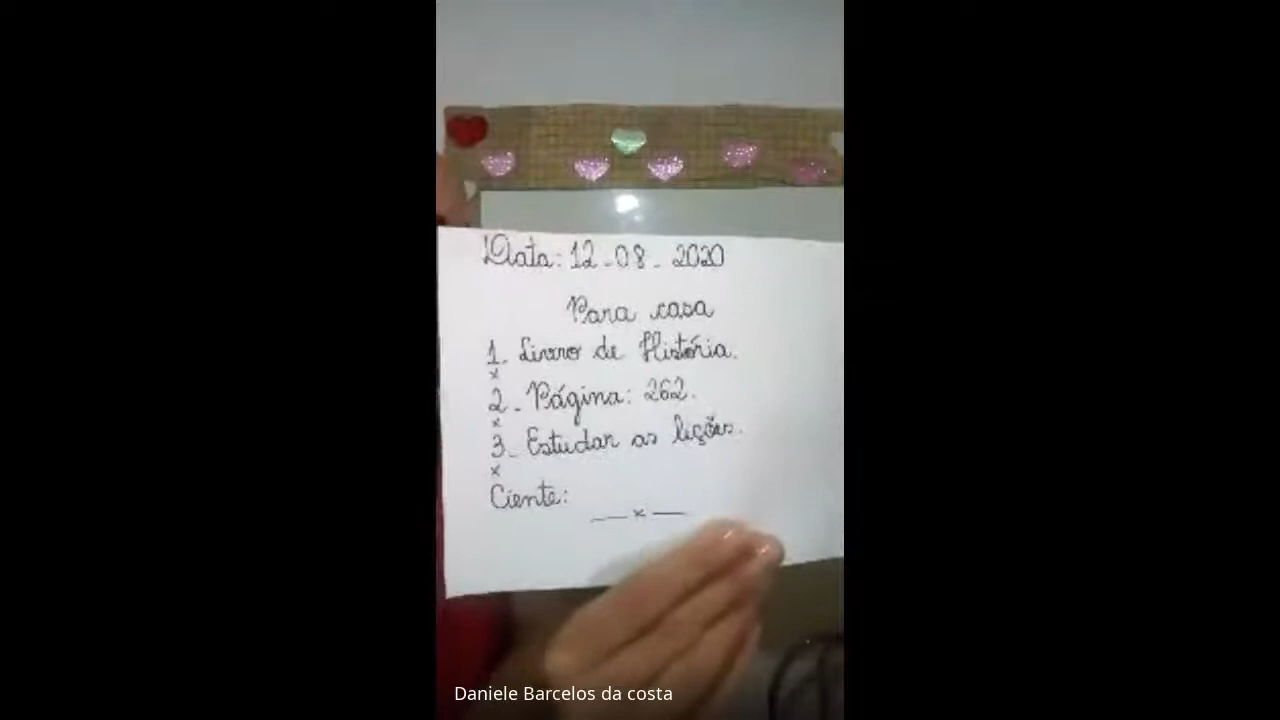 Data: 12-08-2020
Para casa
1. Livro de História.
x
2. Página: 262.
x
3. Estudar as lições.
x
Ciente:
__x__
Daniele Barcelos da costa